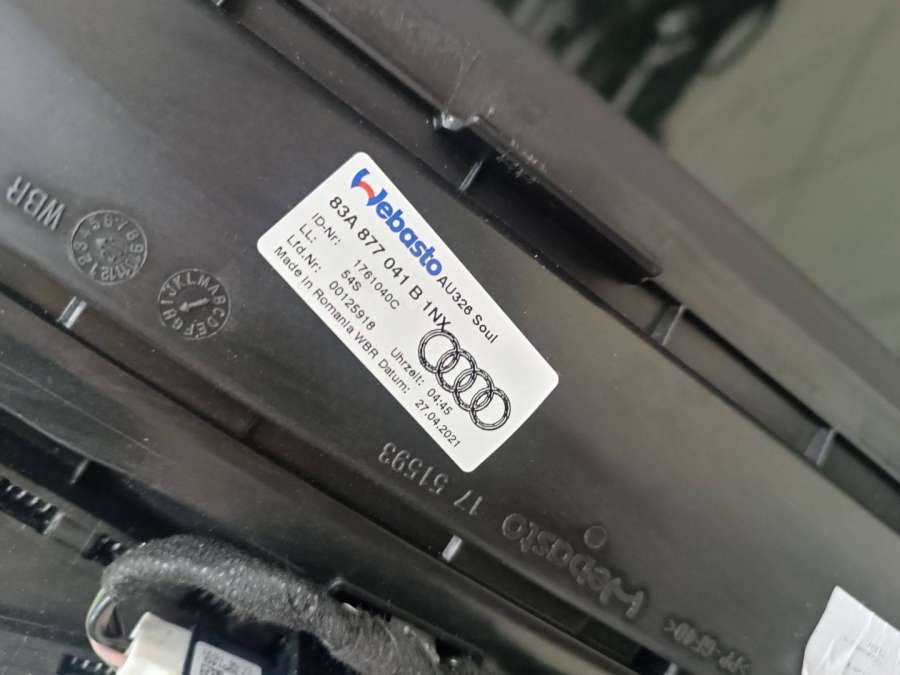 Webasto AU326 Soul
83A 877 041 B 1NX
ID-Nr: 1761040C
LL: 54S Uhrzeit: 04:45
Lfd.Nr: 00125918
Made in Romania WBR Datum: 27.04.2021
WBR
17 51593
Webasto